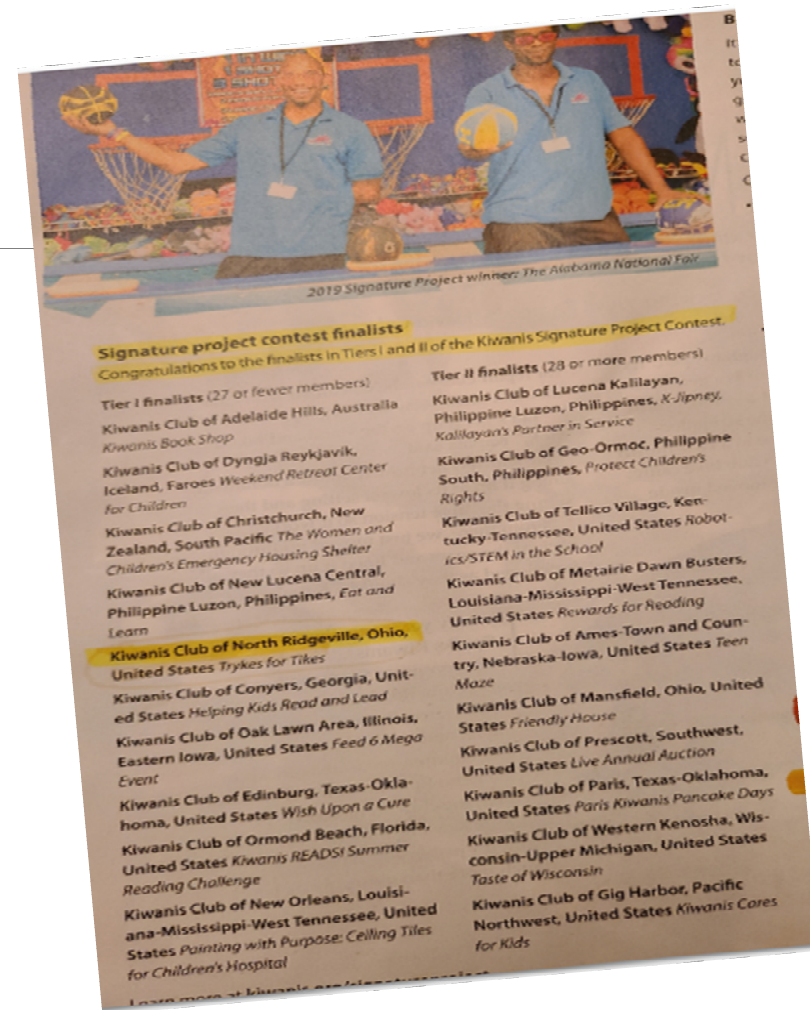 2019 Signature Project winner: The Alabama National Fair
Signature project contest finalists
Congratulations to the finalists in Tiers I and II of the Kiwanis Signature Project Contest.
Tier I finalists (27 or fewer members)
Kiwanis Club of Adelaide Hills, Australia
Kiwanis Book Shop
Kiwanis Club of Dyngja Reykjavik,
Iceland, Faroes Weekend Retreat Center
for Children
Kiwanis Club of Christchurch, New
Zealand, South Pacific The Women and
Children's Emergency Housing Shelter
Kiwanis Club of New Lucena Central,
Philippine Luzon, Philippines, Eat and
Learn
Kiwanis Club of North Ridgeville, Ohio,
United States Trykes for Tikes
Kiwanis Club of Conyers, Georgia, Unit-
ed States Helping Kids Read and Lead
Kiwanis Club of Oak Lawn Area, Illinois,
Eastern Iowa, United States Feed 6 Mega
Event
Kiwanis Club of Edinburg, Texas-Okla-
homa, United States Wish Upon a Cure
Kiwanis Club of Ormond Beach, Florida,
United States Kiwanis READS! Summer
Reading Challenge
Kiwanis Club of New Orleans, Louisi-
ana-Mississippi-West Tennessee, United
States Painting with Purpose: Ceiling Tiles
for Children's Hospital
Tier II finalists (28 or more members)
Kiwanis Club of Lucena Kalilayan,
Philippine Luzon, Philippines, K-Jipney,
Kalilayan's Partner in Service
Kiwanis Club of Geo-Ormoc, Philippine
South, Philippines, Protect Children's
Rights
Kiwanis Club of Tellico Village, Ken-
tucky-Tennessee, United States Robot-
ics/STEM in the School
Kiwanis Club of Metairie Dawn Busters,
Louisiana-Mississippi-West Tennessee,
United States Rewards for Reading
Kiwanis Club of Ames-Town and Coun-
try, Nebraska-Iowa, United States Teen
Maze
Kiwanis Club of Mansfield, Ohio, United
States Friendly House
Kiwanis Club of Prescott, Southwest,
United States Live Annual Auction
Kiwanis Club of Paris, Texas-Oklahoma,
United States Paris Kiwanis Pancake Days
Kiwanis Club of Western Kenosha, Wis-
consin-Upper Michigan, United States
Taste of Wisconsin
Kiwanis Club of Gig Harbor, Pacific
Northwest, United States Kiwanis Cares
for Kids
Learn more at kiwanis.org/signatureproject